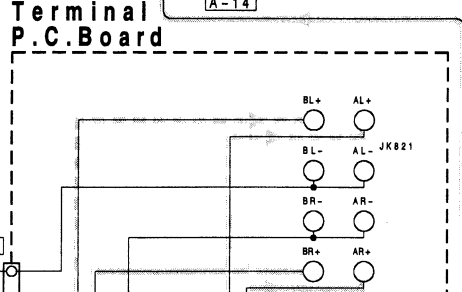 Terminal
A-14
P.C.Board
BL+ AL+
BL- AL- JK821
BR- AR-
BR+ AR+